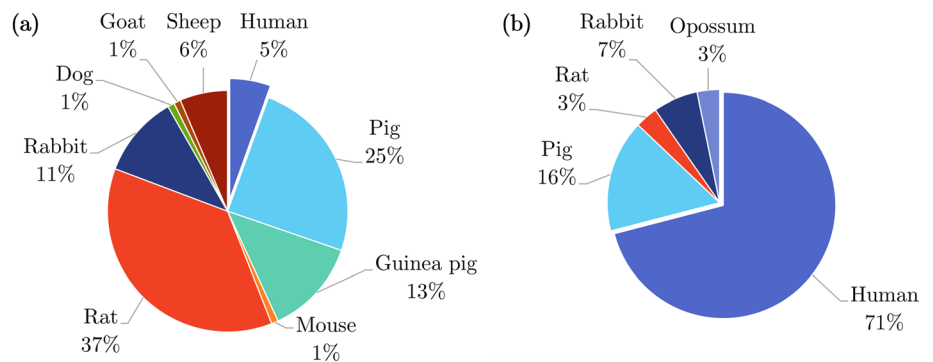 (a)
Goat
1%
Sheep
6%
Human
5%
Dog
1%
Pig
25%
Rabbit
11%
Guinea pig
13%
Rat
37%
Mouse
1%
(b)
Rabbit
7%
Opossum
3%
Rat
3%
Pig
16%
Human
71%